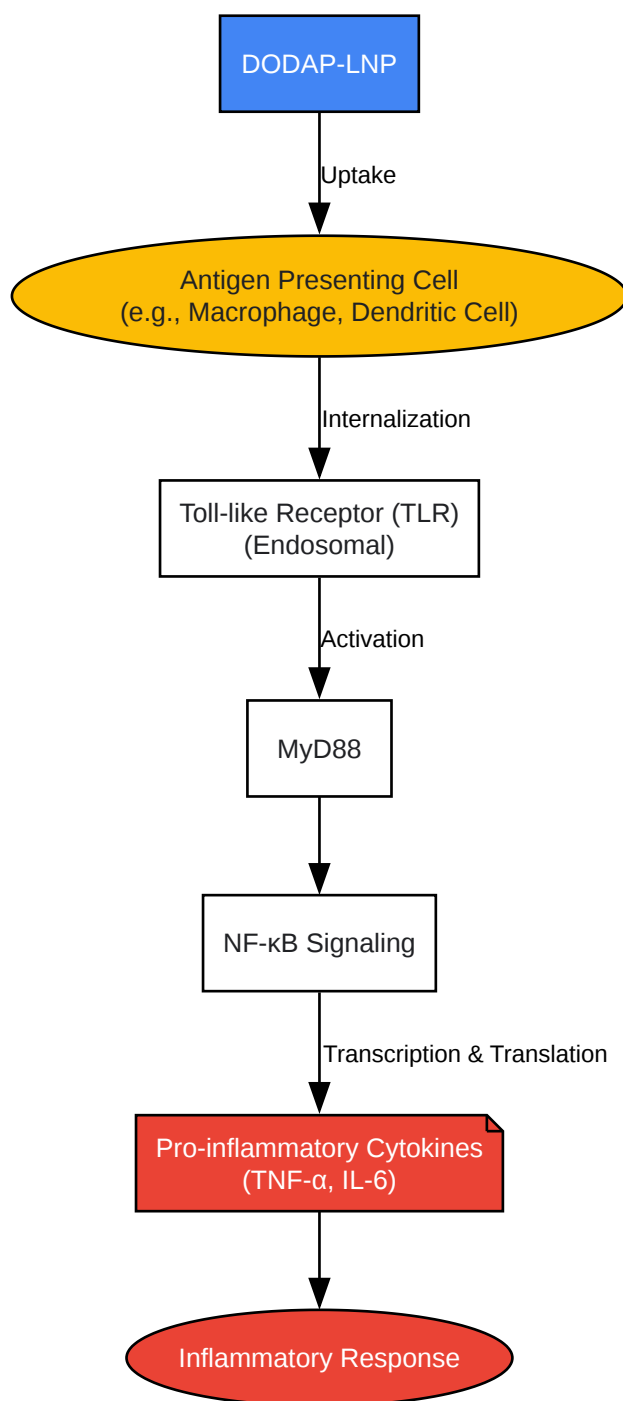 DODAP-LNP
Uptake
Antigen Presenting Cell
(e.g., Macrophage, Dendritic Cell)
Internalization
Toll-like Receptor (TLR)
(Endosomal)
Activation
MyD88
NF-κB Signaling
Transcription & Translation
Pro-inflammatory Cytokines
(TNF-α, IL-6)
Inflammatory Response